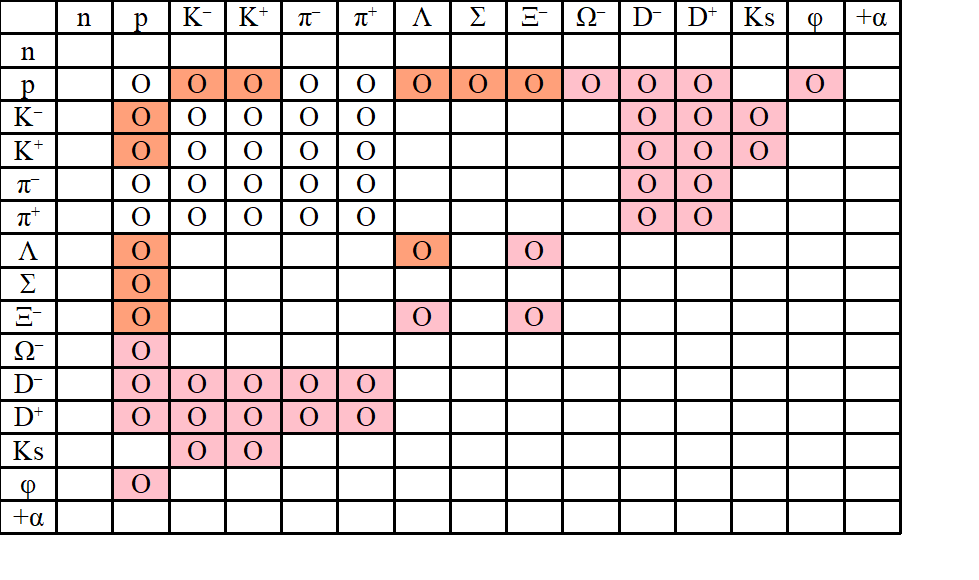 n p K⁻ K⁺ π⁻ π⁺ Λ Σ Ξ⁻ Ω⁻ D⁻ D⁺ Ks φ +α
n
p O O O O O O O O O O O O
K⁻ O O O O O O O O
K⁺ O O O O O O O O
π⁻ O O O O O O O
π⁺ O O O O O O O
Λ O O O
Σ O
Ξ⁻ O O O
Ω⁻ O
D⁻ O O O O O
D⁺ O O O O O
Ks O O
φ O
+α